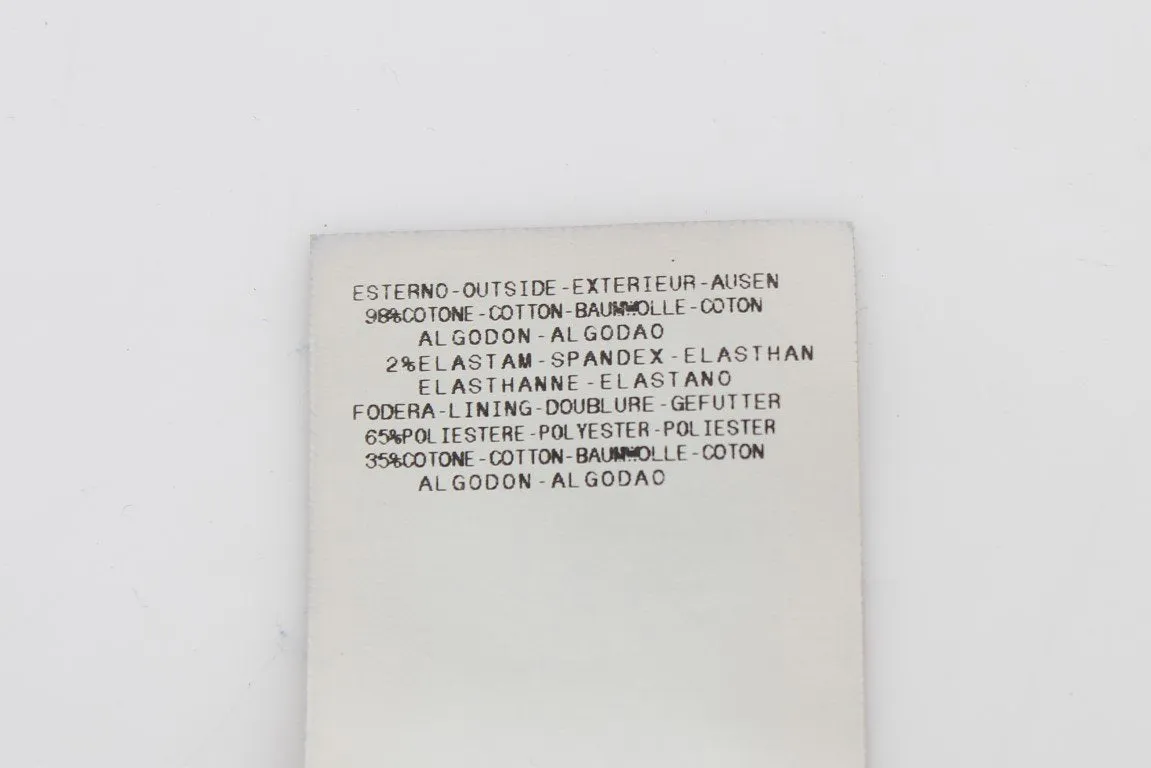 ESTERNO-OUTSIDE-EXTERIEUR-AUSEN
98%COTONE-COTTON-BAUMWOLLE-COTON
ALGODON-ALGODAO
2%ELASTAM-SPANDEX-ELASTHAN
ELASTHANNE-ELASTANO
FODERA-LINING-DOUBLURE-GEFUTTER
65%POLIESTERE-POLYESTER-POLIESTER
35%COTONE-COTTON-BAUMWOLLE-COTON
ALGODON-ALGODAO